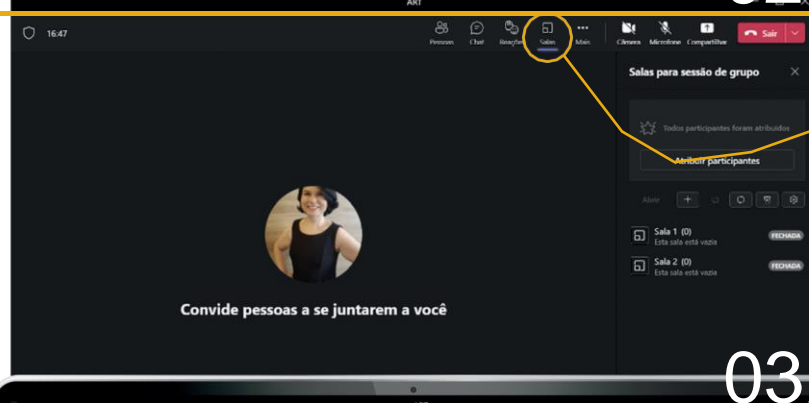 ART
16:47
Pessoas Chat Reações Salas Mais Câmera Microfone Compartilhar Sair
Salas para sessão de grupo
Todos participantes foram atribuídos
Atribuir participantes
Abrir
Sala 1 (0)
FECHADA
Esta sala está vazia
Sala 2 (0)
FECHADA
Esta sala está vazia
Convide pessoas a se juntarem a você
03